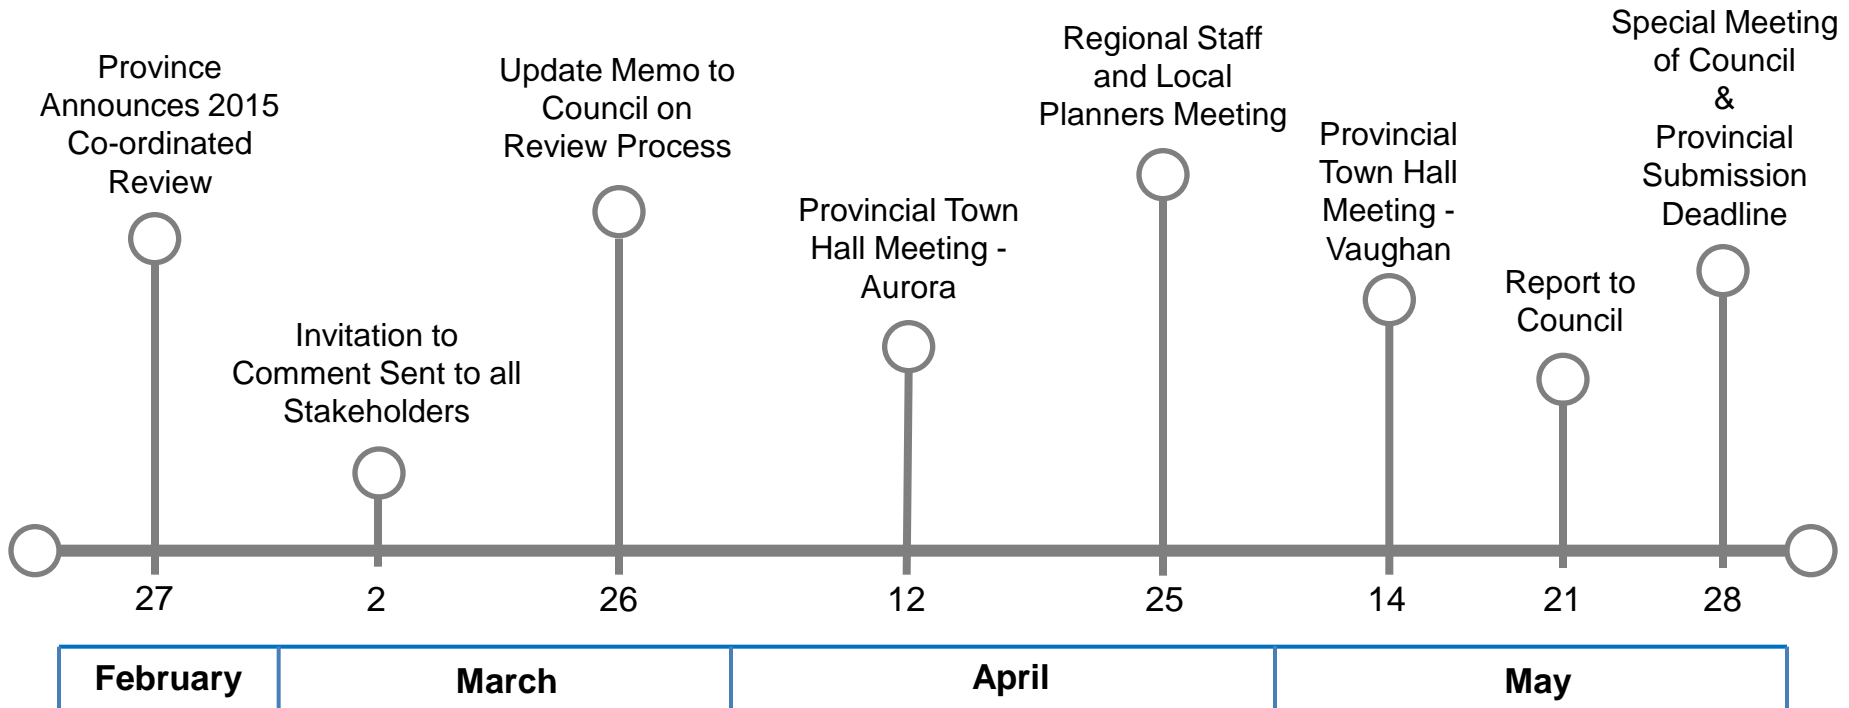 Province
Announces 2015
Co-ordinated
Review
Invitation to
Comment Sent to all
Stakeholders
Update Memo to
Council on
Review Process
Provincial Town
Hall Meeting -
Aurora
Regional Staff
and Local
Planners Meeting
Provincial
Town Hall
Meeting -
Vaughan
Report to
Council
Special Meeting
of Council
&
Provincial
Submission
Deadline
27
2
26
12
25
14
21
28
February
March
April
May